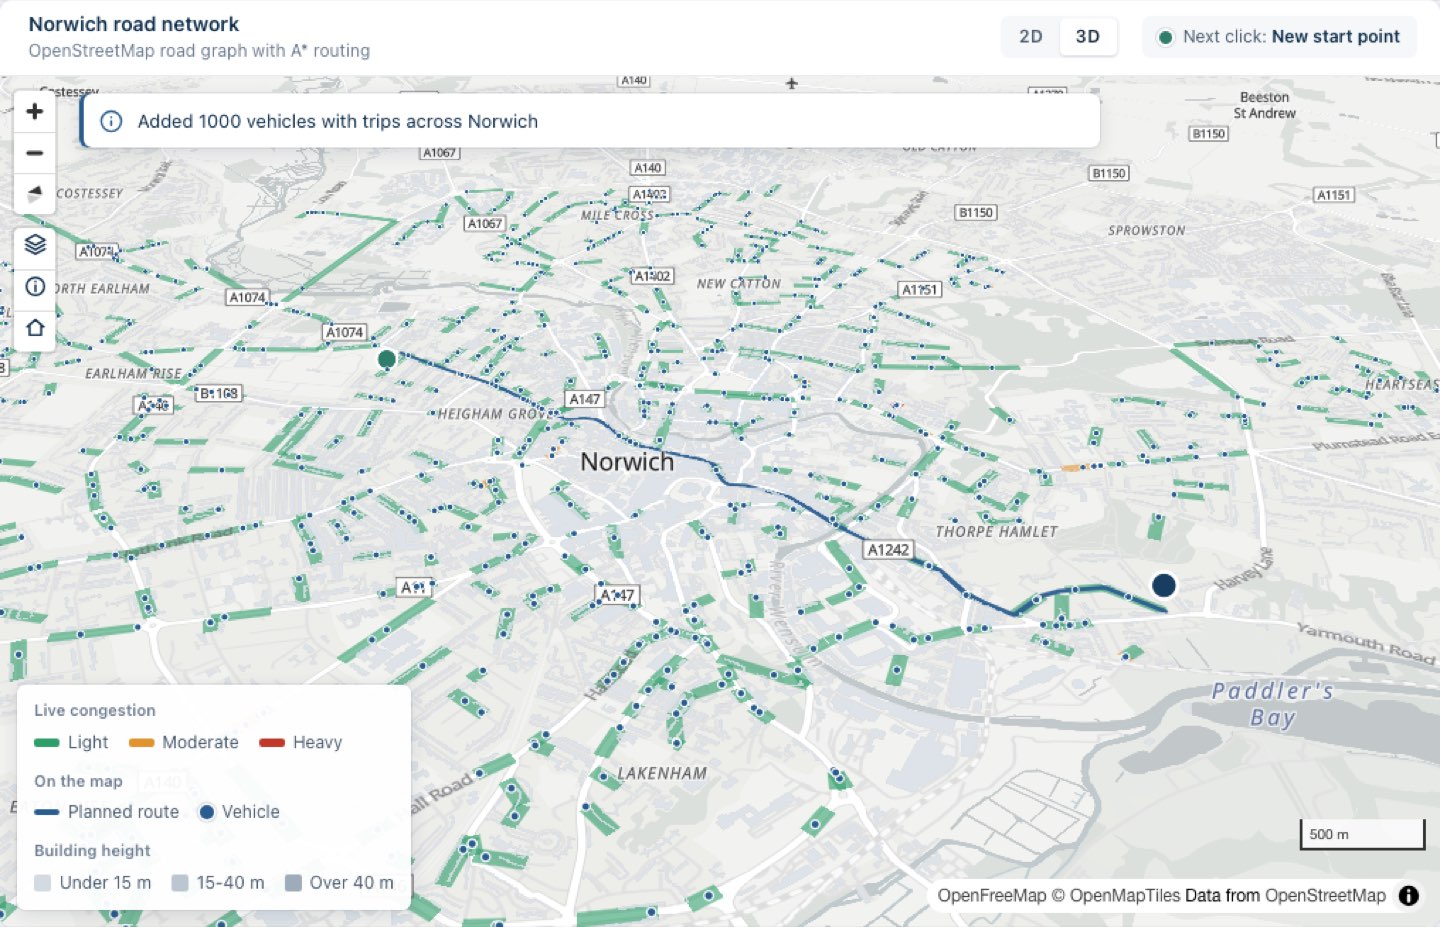 Norwich road network
OpenStreetMap road graph with A* routing
2D
3D
Next click: New start point
Added 1000 vehicles with trips across Norwich
A140
Beeston
St Andrew
B1150
A1067
A140
B1150
A1151
COSTESSEY
A1402
MILE CROSS
A1067
B1150
SPROWSTON
A1074
A1402
NEW CATTON
A1151
A1074
A1074
EARLHAM RISE
HEIGHAM GROVE
A147
Norwich
THORPE HAMLET
A1242
A11
A147
Harvey Lane
Yarmouth Road
Paddler's
Bay
LAKENHAM
Live congestion
Light
Moderate
Heavy
On the map
A140
Planned route
Vehicle
Building height
Under 15 m
15-40 m
Over 40 m
500 m
OpenFreeMap © OpenMapTiles Data from OpenStreetMap